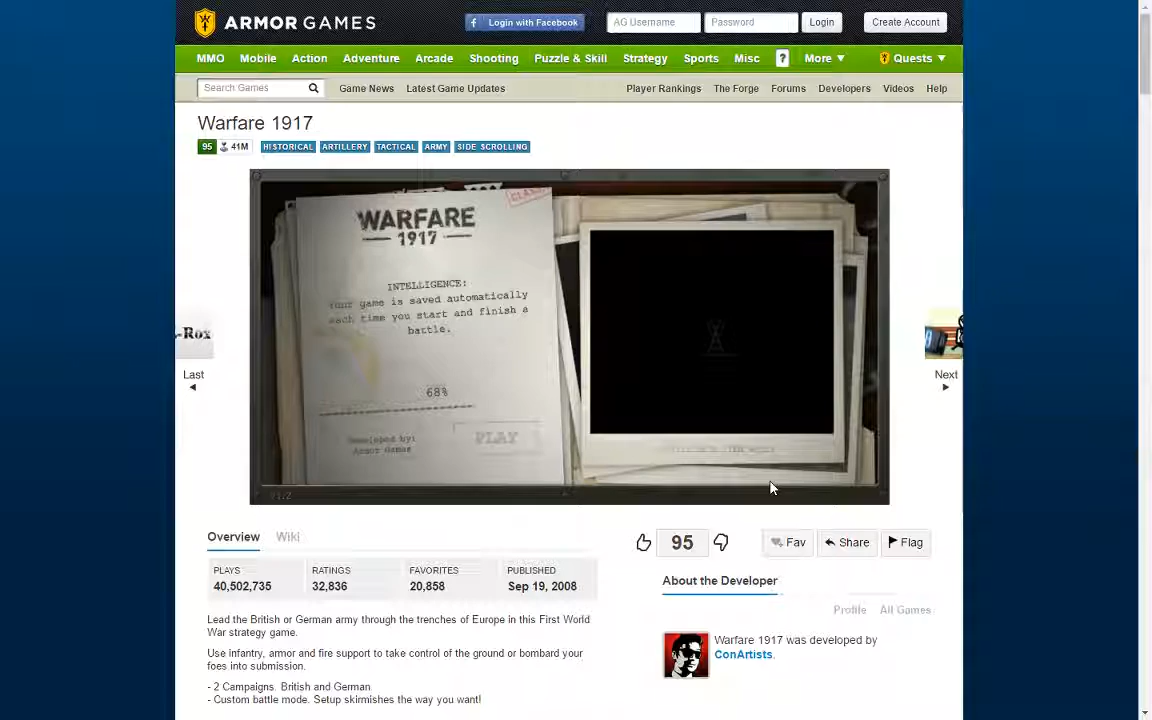 ARMOR GAMES
Login with Facebook
AG Username
Password
Login
Create Account
MMO Mobile Action Adventure Arcade Shooting Puzzle & Skill Strategy Sports Misc ? More Quests
Search Games
Game News Latest Game Updates Player Rankings The Forge Forums Developers Videos Help
Warfare 1917
95 41M HISTORICAL ARTILLERY TACTICAL ARMY SIDE SCROLLING
WARFARE
1917
INTELLIGENCE:
Your game is saved automatically
each time you start and finish a
battle.
68%
Developed by:
Armor Games
PLAY
V1.2
-Rox
Last
Next
Overview Wiki
95 Fav Share Flag
PLAYS RATINGS FAVORITES PUBLISHED
40,502,735 32,836 20,858 Sep 19, 2008
Lead the British or German army through the trenches of Europe in this First World
War strategy game.
Use infantry, armor and fire support to take control of the ground or bombard your
foes into submission.
- 2 Campaigns. British and German
- Custom battle mode. Setup skirmishes the way you want!
About the Developer
Profile All Games
Warfare 1917 was developed by
ConArtists.